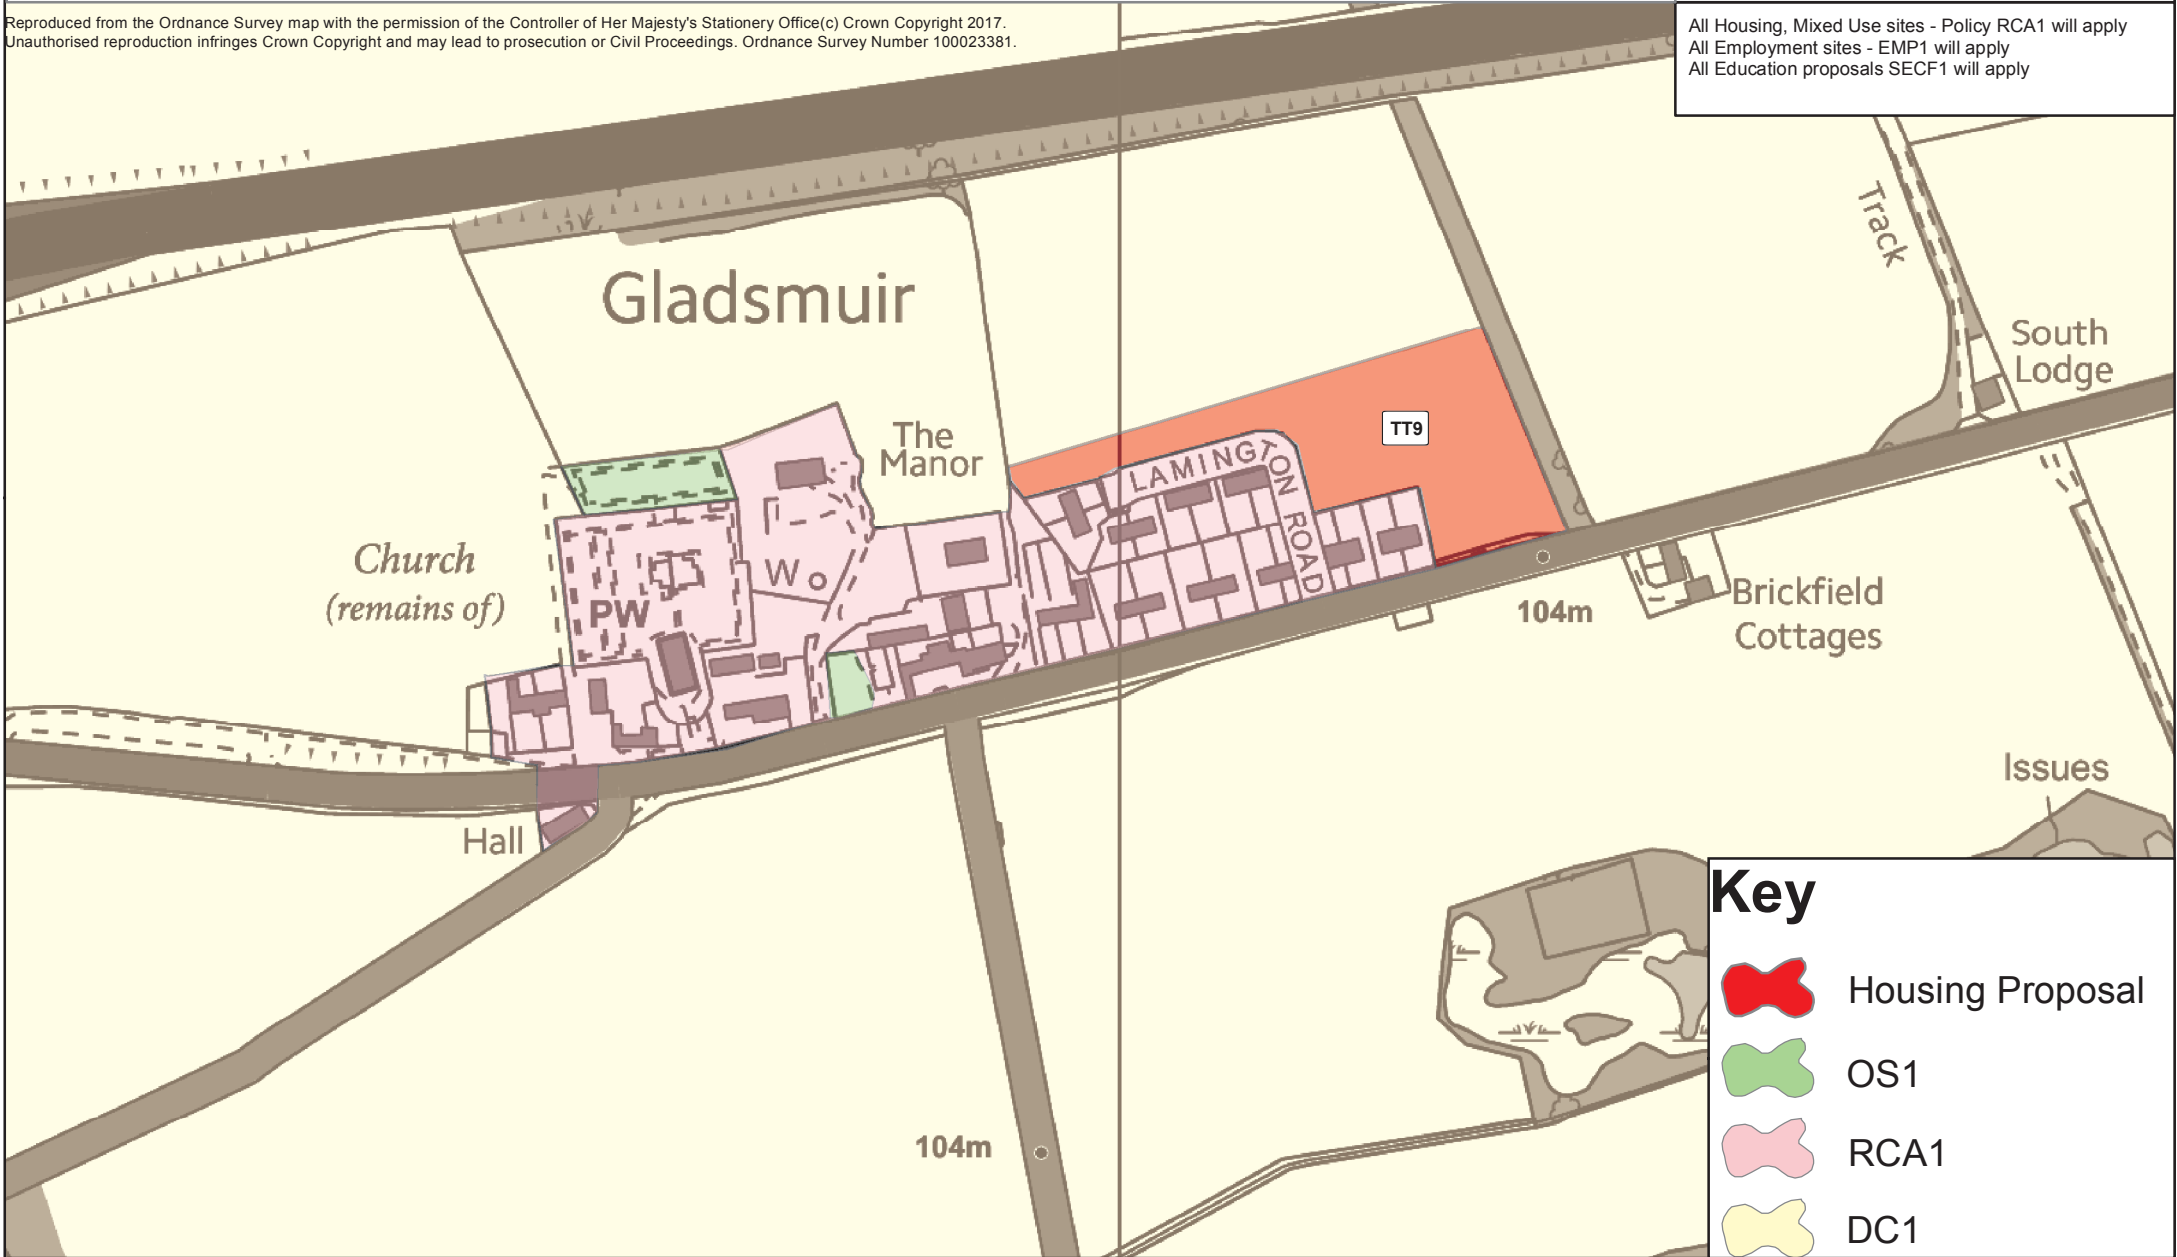 Reproduced from the Ordnance Survey map with the permission of the Controller of Her Majesty's Stationery Office(c) Crown Copyright 2017.
Unauthorised reproduction infringes Crown Copyright and may lead to prosecution or Civil Proceedings. Ordnance Survey Number 100023381.
All Housing, Mixed Use sites - Policy RCA1 will apply
All Employment sites - EMP1 will apply
All Education proposals SECF1 will apply
Track
Gladsmuir
South
Lodge
TT9
The
Manor
LAMINGTON ROAD
Church
(remains of)
W
PW
104m
Brickfield
Cottages
Issues
Hall
104m
Key
Housing Proposal
OS1
RCA1
DC1